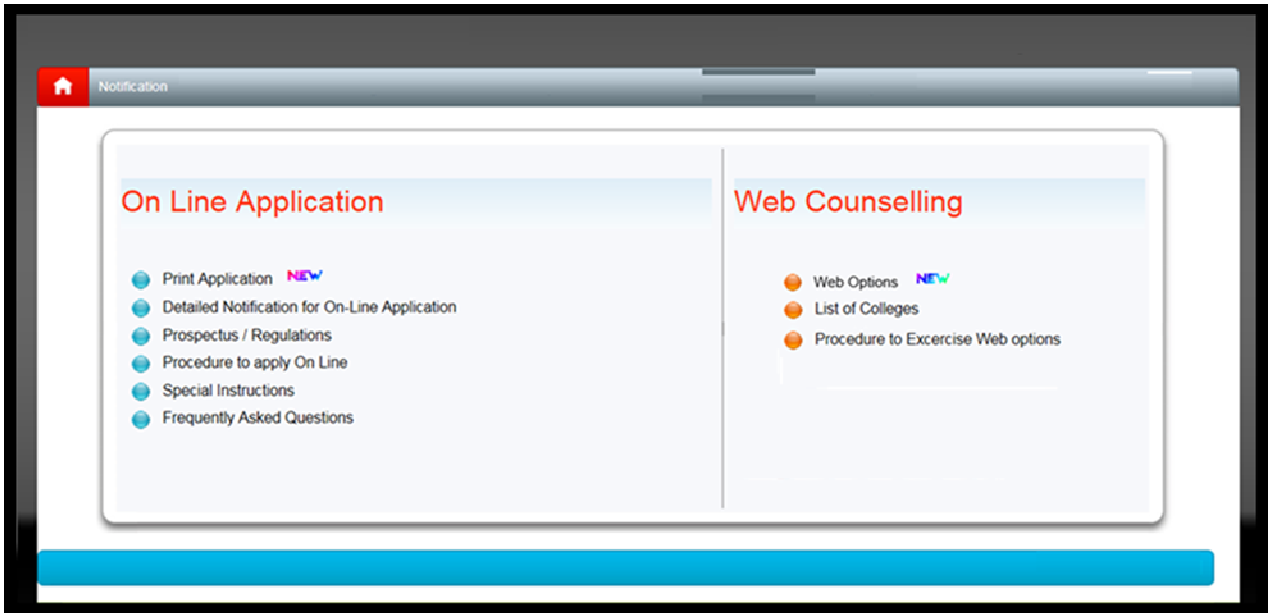 Notification
On Line Application
Print Application NEW
Detailed Notification for On-Line Application
Prospectus / Regulations
Procedure to apply On Line
Special Instructions
Frequently Asked Questions
Web Counselling
Web Options NEW
List of Colleges
Procedure to Excercise Web options